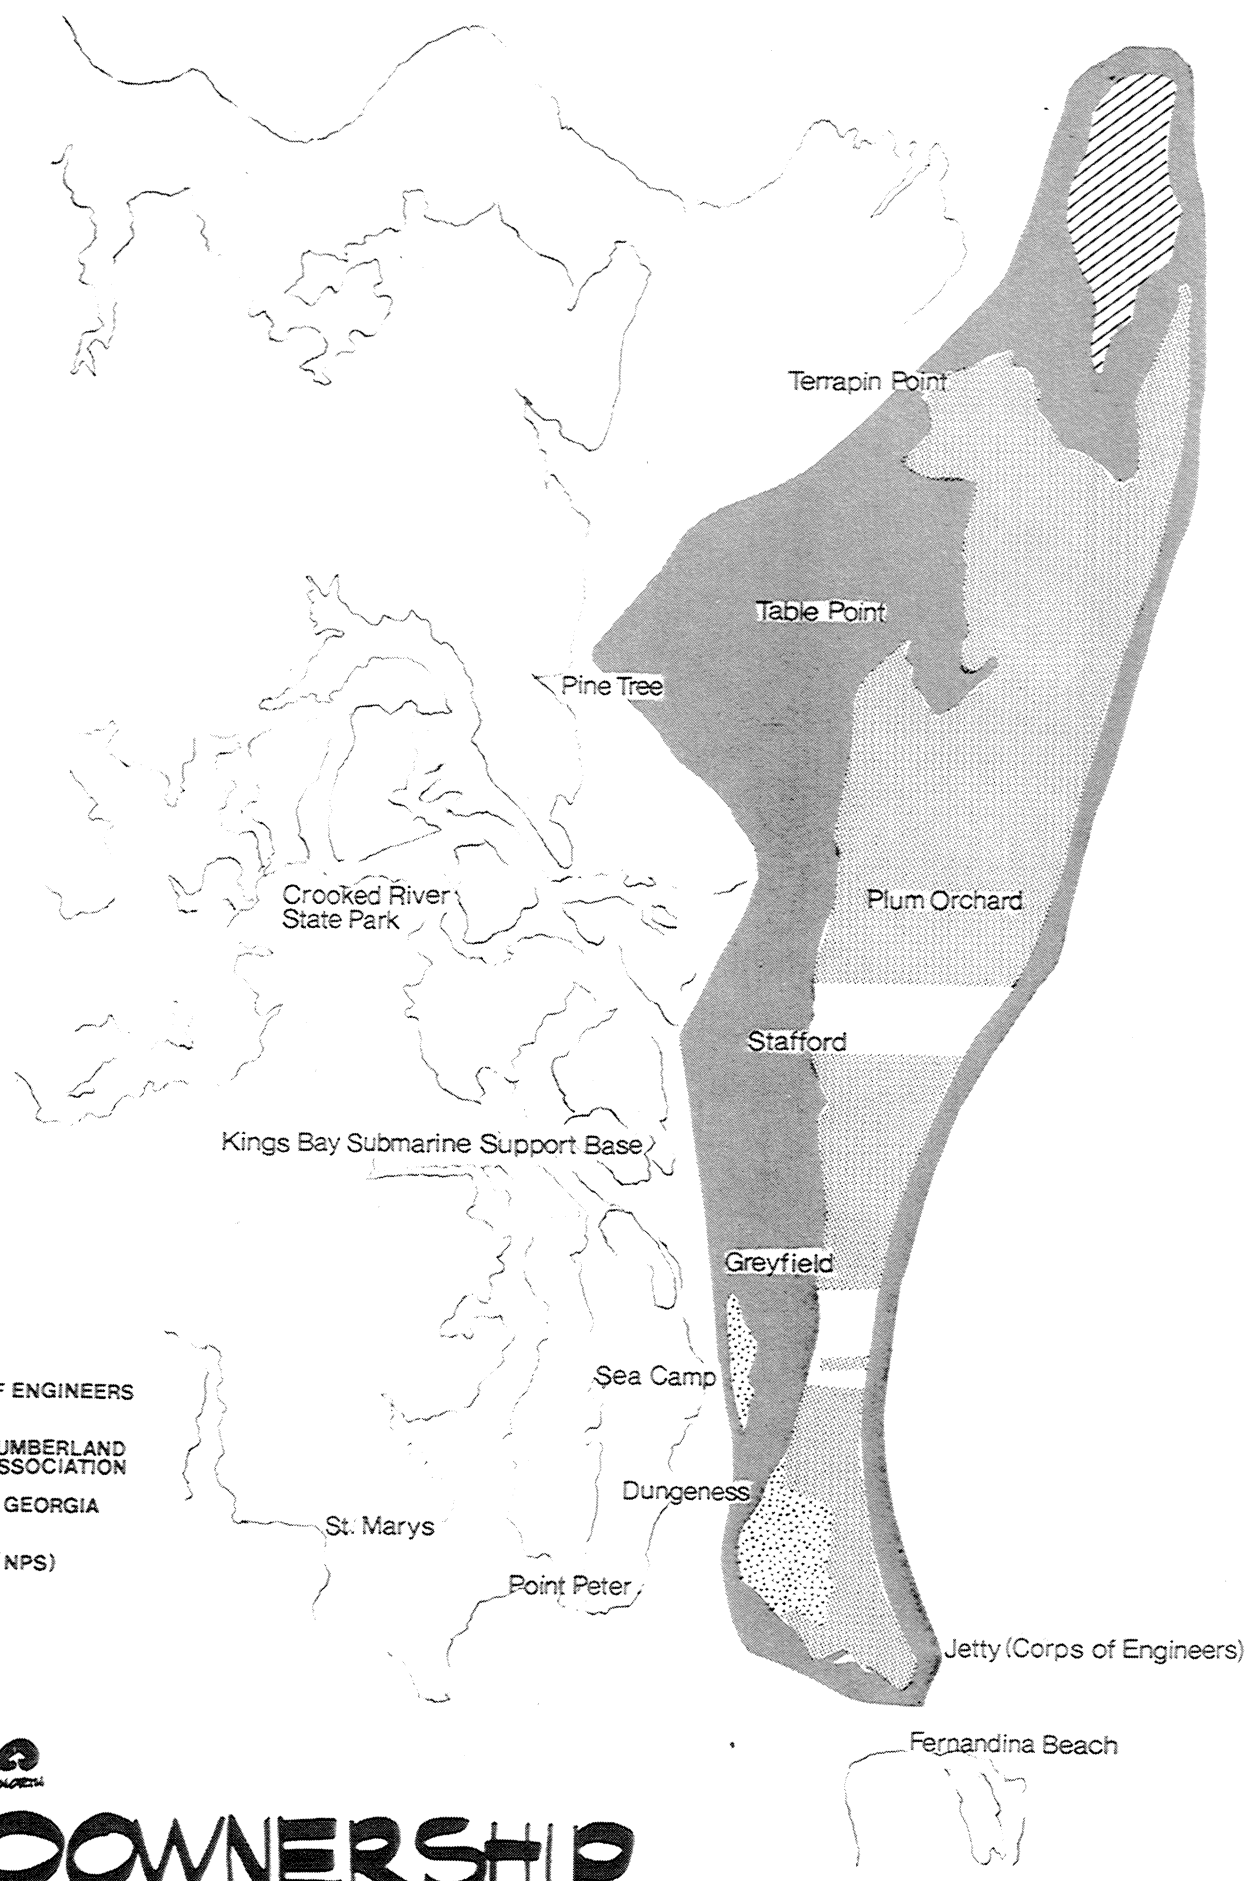 Terrapin Point
Table Point
Pine Tree
Crooked River
State Park
Plum Orchard
Stafford
Kings Bay Submarine Support Base
Greyfield
Sea Camp
F ENGINEERS
UMBERLAND
SSOCIATION
Dungeness
GEORGIA
St. Marys
NPS)
Point Peter
Jetty (Corps of Engineers)
Fernandina Beach
NORTH
OWNERSHIP